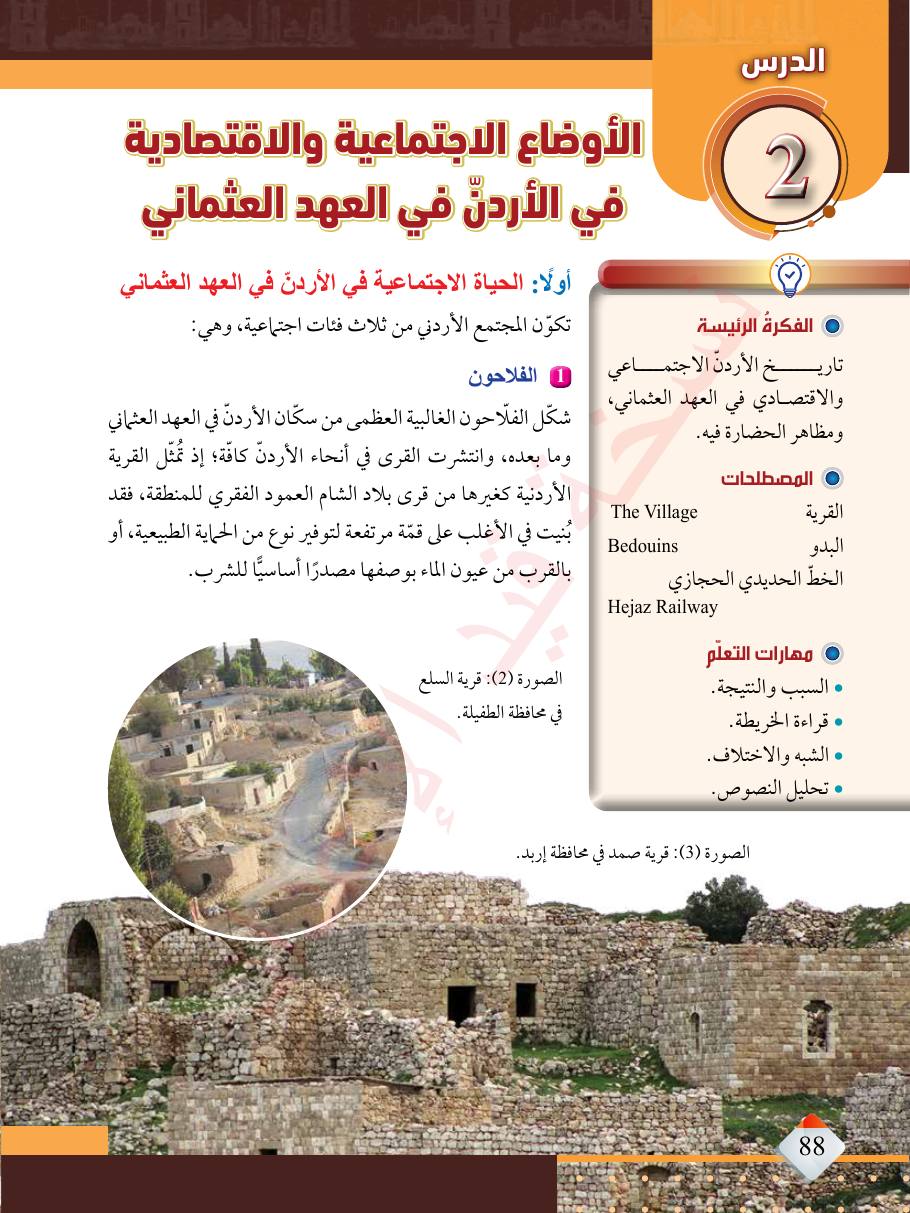 الدرس
2
الأوضاع الاجتماعية والاقتصادية
في الأردنّ في العهد العثماني
الفكرةُ الرئيسة
تاريـــــخ الأردنّ الاجتمـــاعي
والاقتصادي في العهد العثماني،
ومظاهر الحضارة فيه.
المصطلحات
القرية The Village
البدو Bedouins
الخطّ الحديدي الحجازي
Hejaz Railway
مهارات التعلّم
• السبب والنتيجة.
• قراءة الخريطة.
• الشبه والاختلاف.
• تحليل النصوص.
أولًا: الحياة الاجتماعية في الأردنّ في العهد العثماني
تكوّن المجتمع الأردني من ثلاث فئات اجتماعية، وهي:
1 الفلاحون
شكّل الفلّاحون الغالبية العظمى من سكّان الأردنّ في العهد العثماني
وما بعده، وانتشرت القرى في أنحاء الأردنّ كافّة؛ إذ تُمثّل القرية
الأردنية كغيرها من قرى بلاد الشام العمود الفقري للمنطقة، فقد
بُنيت في الأغلب على قمّة مرتفعة لتوفير نوع من الحماية الطبيعية، أو
بالقرب من عيون الماء بوصفها مصدرًا أساسيًّا للشرب.
الصورة (2): قرية السلع
في محافظة الطفيلة.
الصورة (3): قرية صمد في محافظة إربد.
88